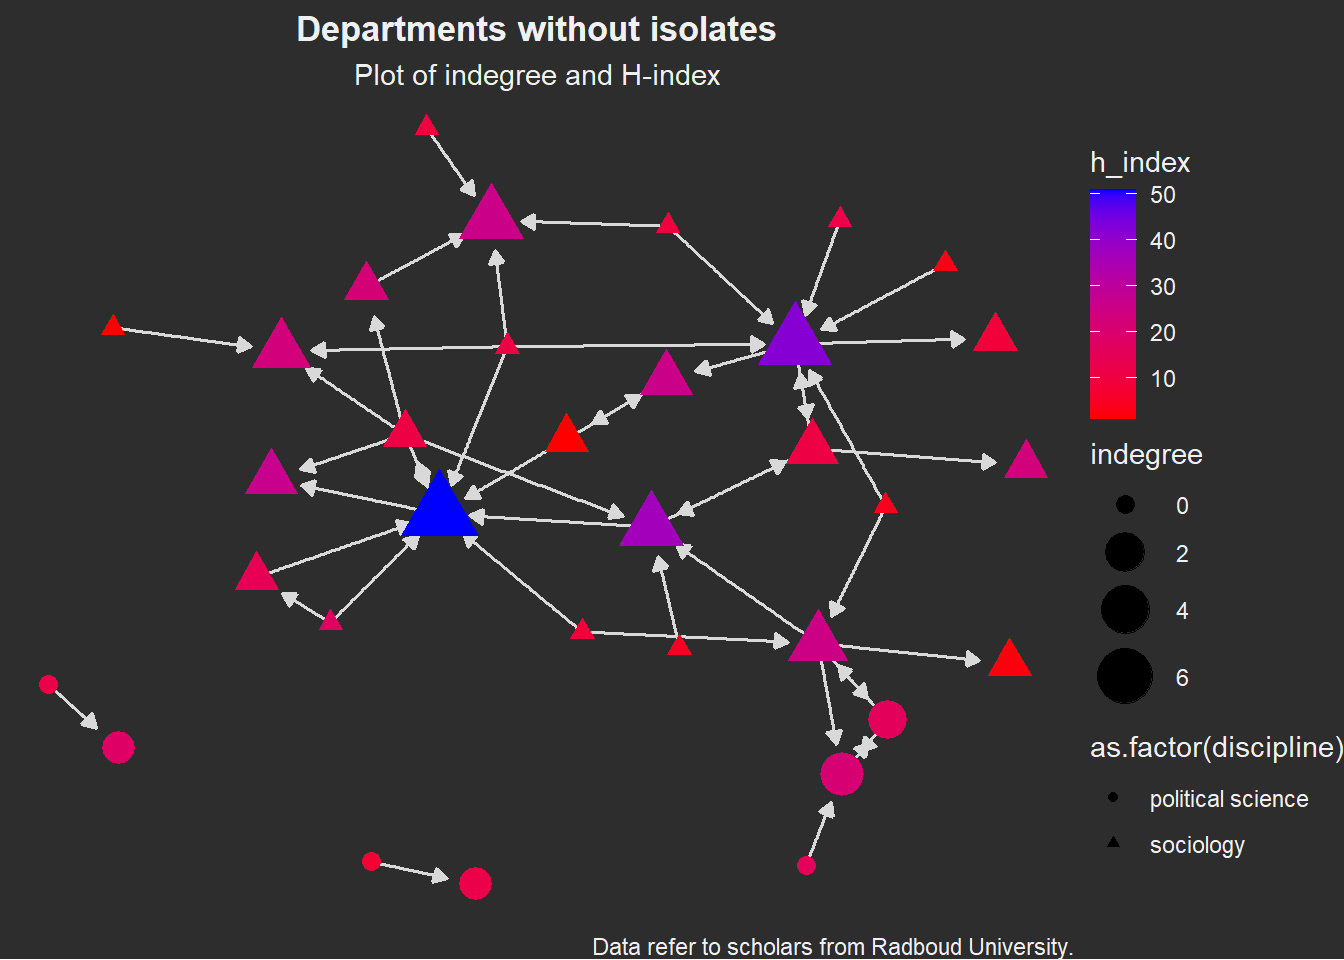 Departments without isolates
Plot of indegree and H-index
h_index
50
40
30
20
10
indegree
0
2
4
6
as.factor(discipline)
political science
sociology
Data refer to scholars from Radboud University.